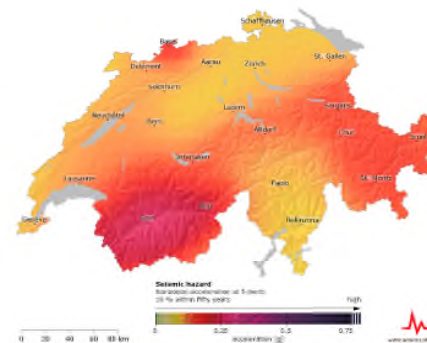 Schaffhausen
Basel
Delémont
Aarau
Zürich
St. Gallen
Solothurn
Neuchâtel
Bern
Luzern
Sargans
Altdorf
Chur
Interlaken
Lausanne
St. Moritz
Faido
Genève
Sion
Bellinzona
Seismic hazard
10 % within fifty years
high
0 20 40 60 80 km
0 0.25 0.5 0.75
acceleration [g]